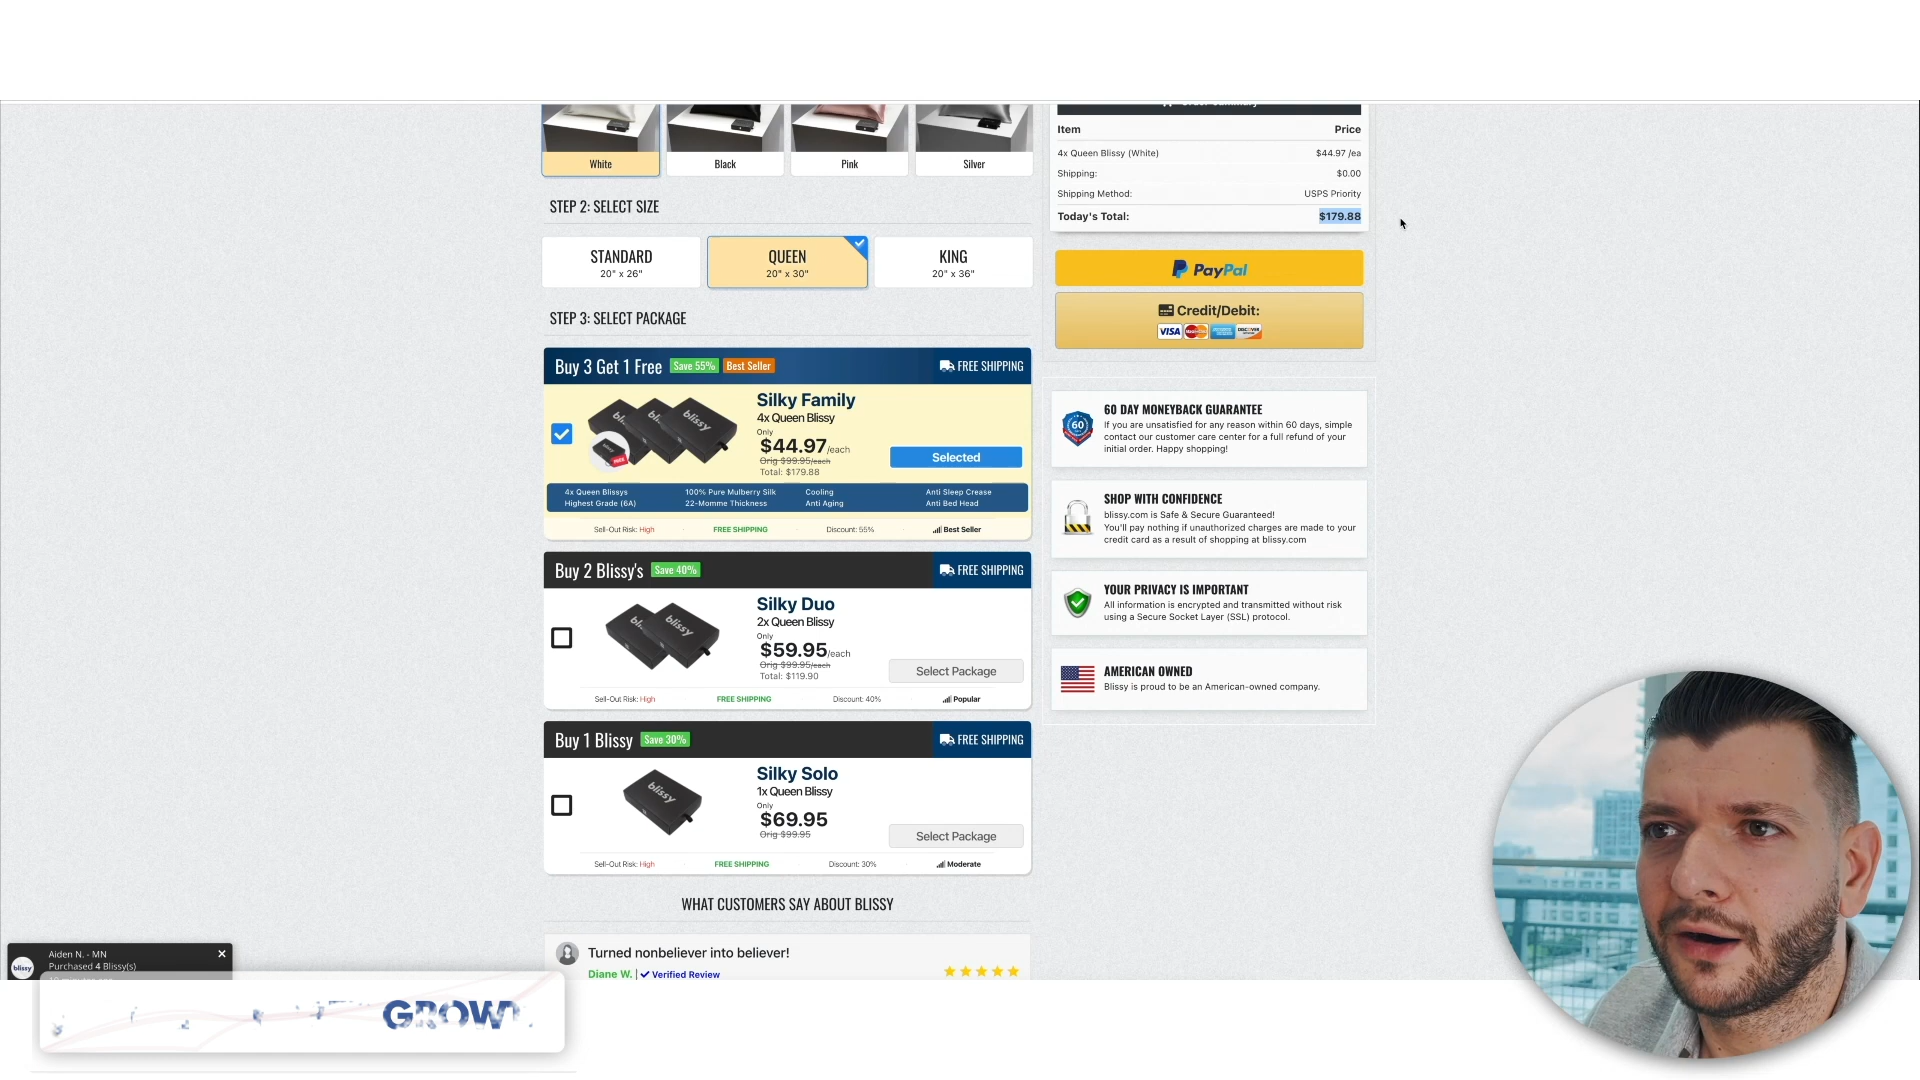 White
Black
Pink
Silver
STEP 2: SELECT SIZE
STANDARD
20" x 26"
QUEEN
20" x 30"
KING
20" x 36"
STEP 3: SELECT PACKAGE
Buy 3 Get 1 Free Save 55% Best Seller FREE SHIPPING
blissy
Silky Family
4x Queen Blissy
Only
$44.97/each
Orig $99.95/each
Total: $179.88
Selected
4x Queen Blissys
Highest Grade (6A)
100% Pure Mulberry Silk
22-Momme Thickness
Cooling
Anti Aging
Anti Sleep Crease
Anti Bed Head
Sell-Out Risk: High FREE SHIPPING Discount: 55% Best Seller
Buy 2 Blissy's Save 40% FREE SHIPPING
blissy
Silky Duo
2x Queen Blissy
Only
$59.95/each
Orig $99.95/each
Total: $119.90
Select Package
Sell-Out Risk: High FREE SHIPPING Discount: 40% Popular
Buy 1 Blissy Save 30% FREE SHIPPING
blissy
Silky Solo
1x Queen Blissy
Only
$69.95
Orig $99.95
Select Package
Sell-Out Risk: High FREE SHIPPING Discount: 30% Moderate
WHAT CUSTOMERS SAY ABOUT BLISSY
Turned nonbeliever into believer!
Diane W. | Verified Review
Item Price
4x Queen Blissy (White) $44.97 /ea
Shipping: $0.00
Shipping Method: USPS Priority
Today's Total: $179.88
PayPal
Credit/Debit:
VISA
60
60 DAY MONEYBACK GUARANTEE
If you are unsatisfied for any reason within 60 days, simple
contact our customer care center for a full refund of your
initial order. Happy shopping!
SHOP WITH CONFIDENCE
blissy.com is Safe & Secure Guaranteed!
You'll pay nothing if unauthorized charges are made to your
credit card as a result of shopping at blissy.com
YOUR PRIVACY IS IMPORTANT
All information is encrypted and transmitted without risk
using a Secure Socket Layer (SSL) protocol.
AMERICAN OWNED
Blissy is proud to be an American-owned company.
blissy
Aiden N. - MN
Purchased 4 Blissy(s)
GROW